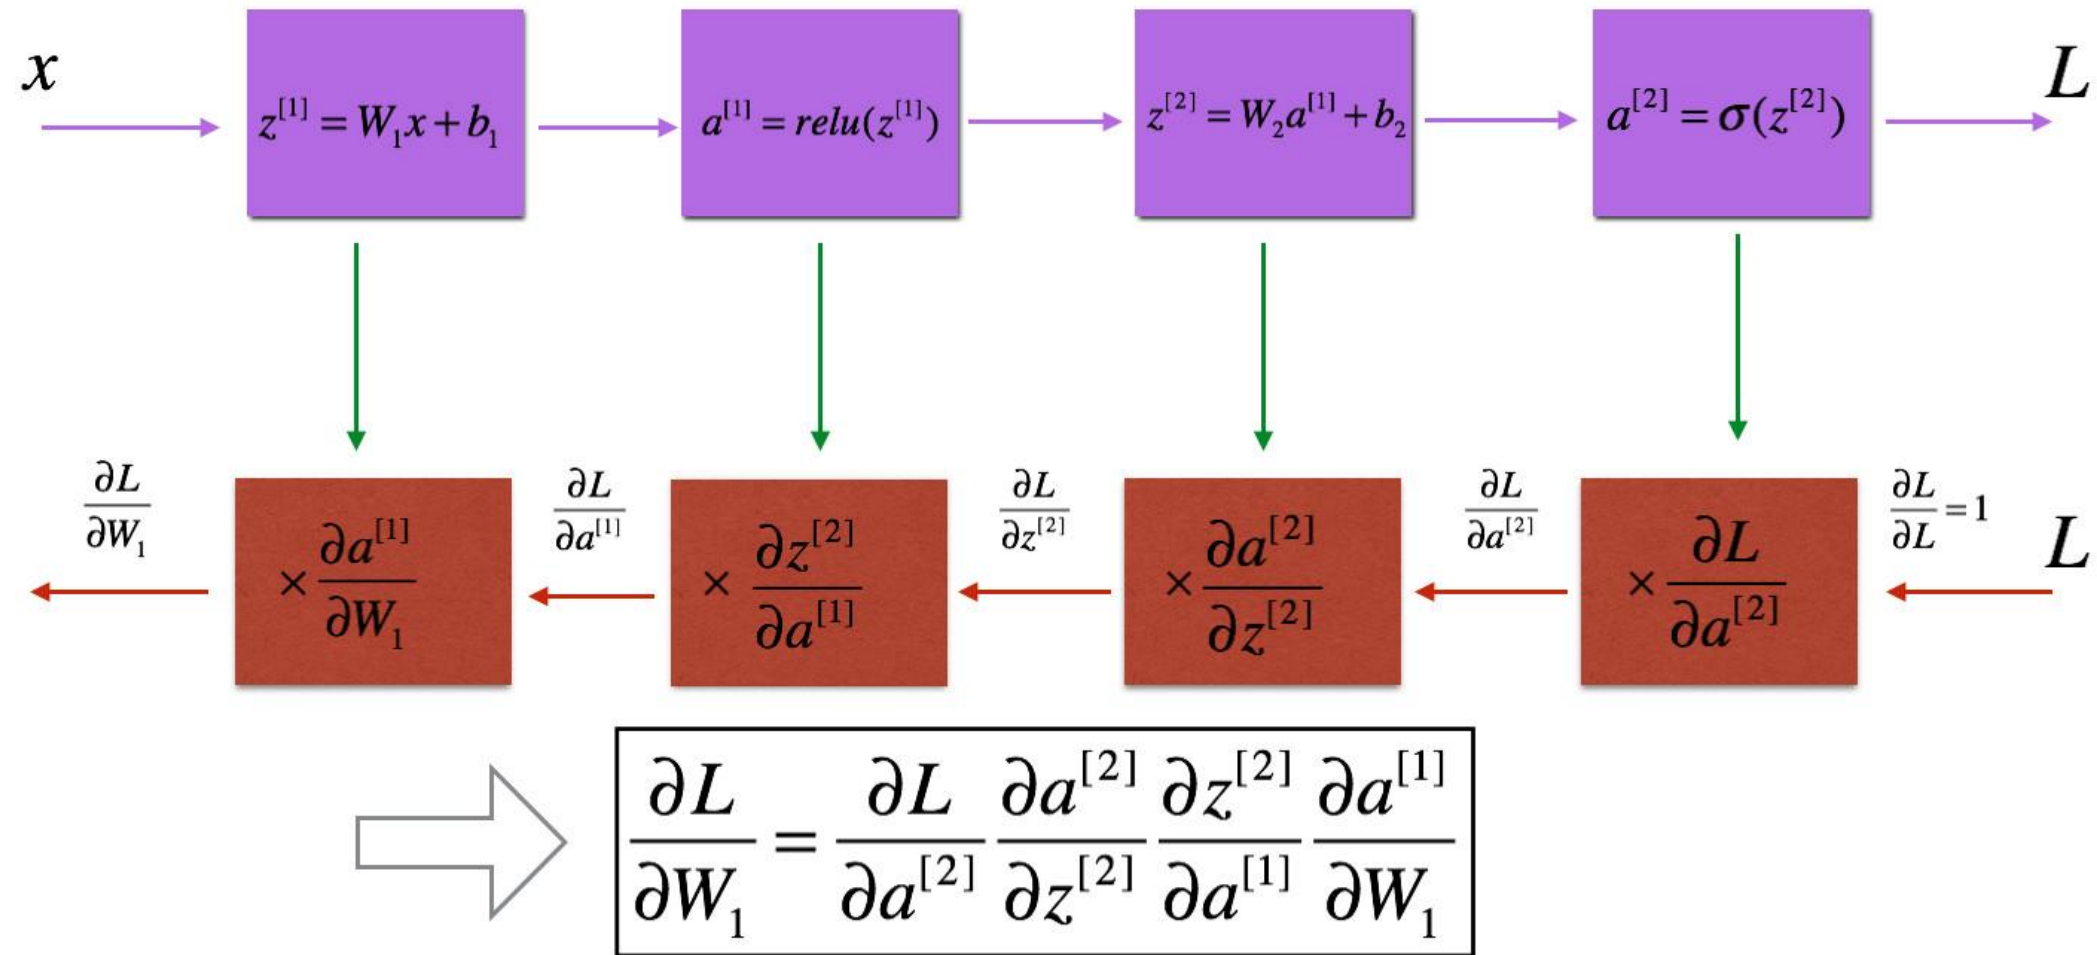 x
z^[1] = W_1 x + b_1
a^[1] = relu(z^[1])
z^[2] = W_2 a^[1] + b_2
a^[2] = σ(z^[2])
L
∂L/∂W_1
× ∂a^[1]/∂W_1
∂L/∂a^[1]
× ∂z^[2]/∂a^[1]
∂L/∂z^[2]
× ∂a^[2]/∂z^[2]
∂L/∂a^[2]
× ∂L/∂a^[2]
∂L/∂L = 1
L
∂L/∂W_1 = ∂L/∂a^[2] ∂a^[2]/∂z^[2] ∂z^[2]/∂a^[1] ∂a^[1]/∂W_1